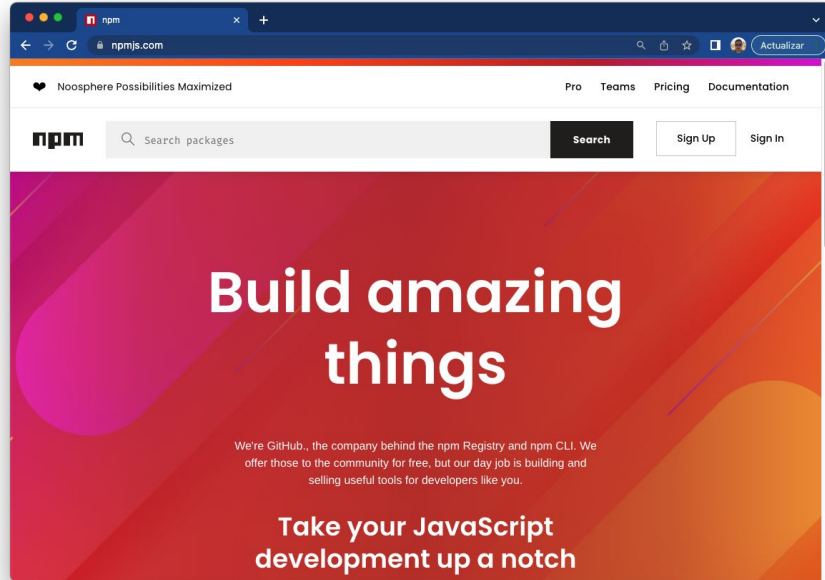 npm
npmjs.com
Actualizar
Noosphere Possibilities Maximized
Pro Teams Pricing Documentation
npm
Search packages
Search
Sign Up
Sign In
Build amazing
things
We're GitHub., the company behind the npm Registry and npm CLI. We
offer those to the community for free, but our day job is building and
selling useful tools for developers like you.
Take your JavaScript
development up a notch